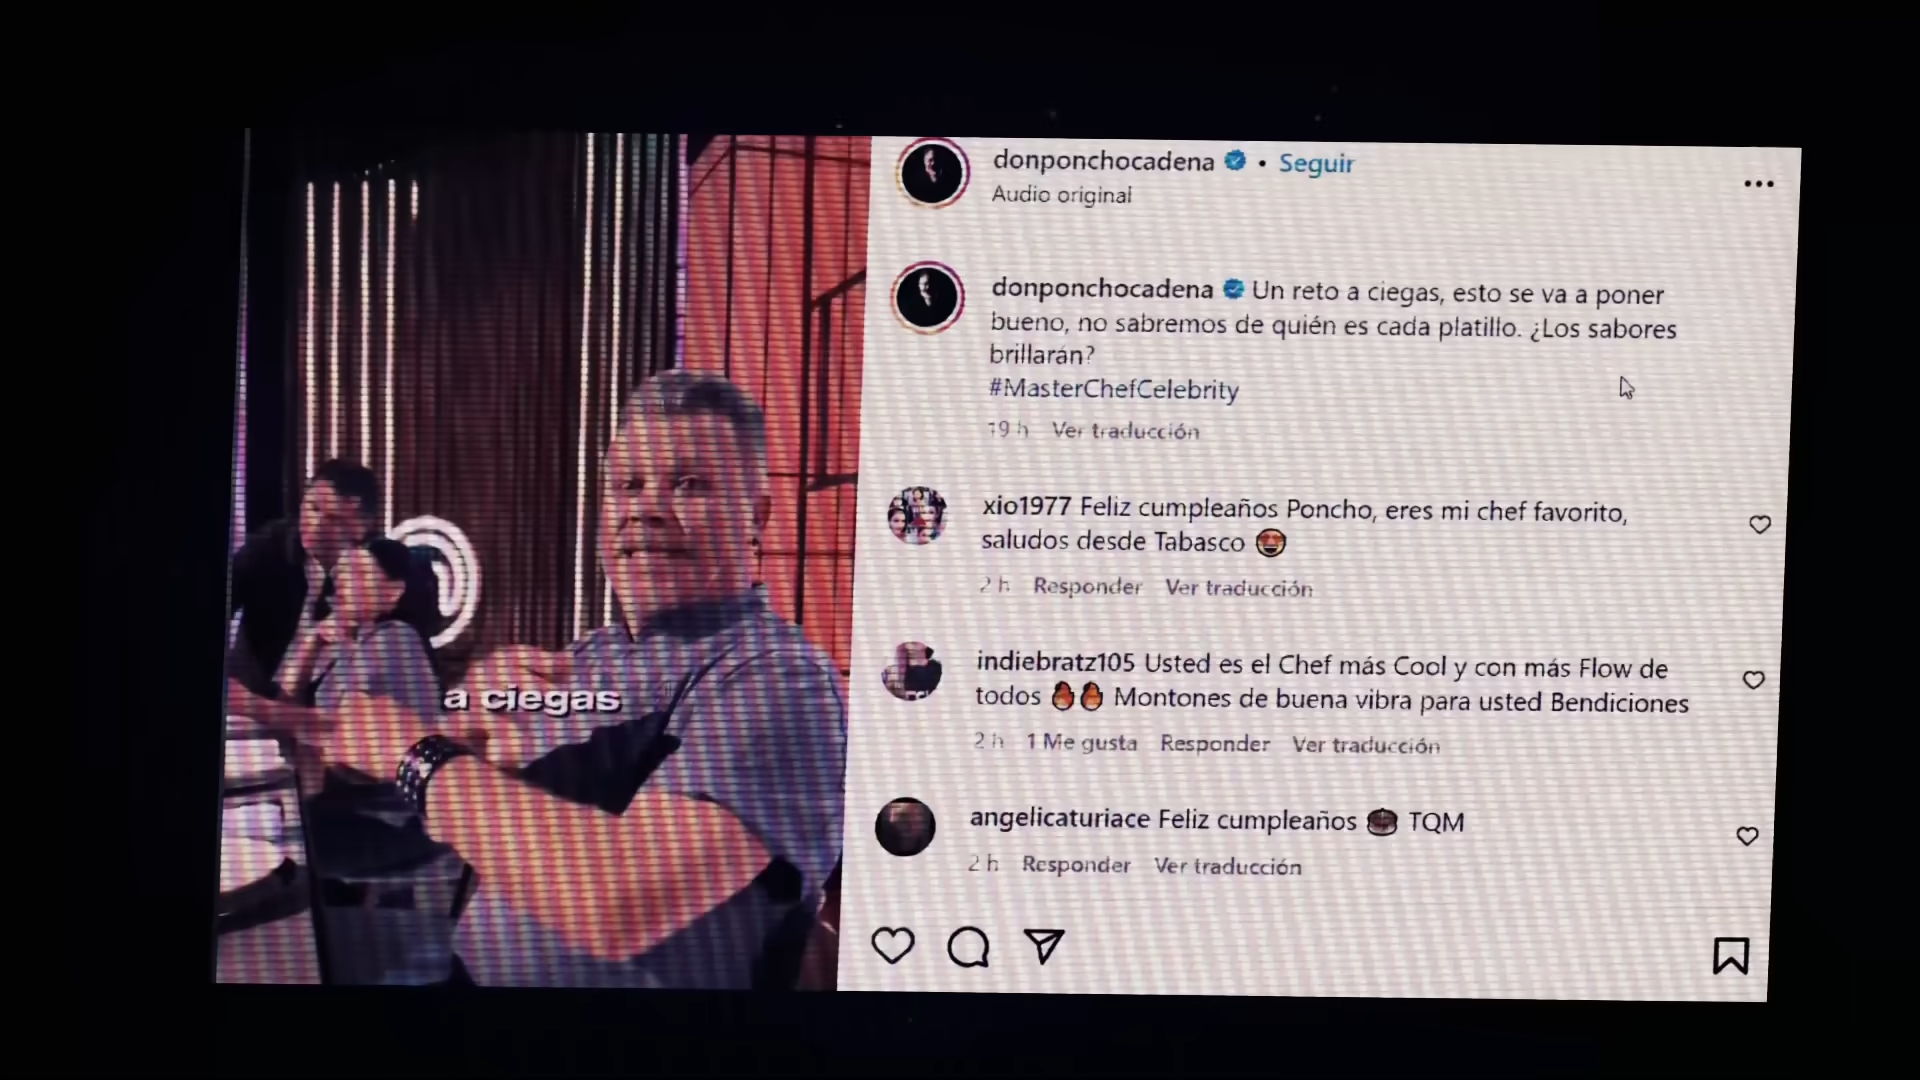 donponchocadena • Seguir
Audio original
donponchocadena Un reto a ciegas, esto se va a poner
bueno, no sabremos de quién es cada platillo. ¿Los sabores
brillarán?
#MasterChefCelebrity
19 h Ver traducción
xio1977 Feliz cumpleaños Poncho, eres mi chef favorito,
saludos desde Tabasco 😍
2 h Responder Ver traducción
indiebratz105 Usted es el Chef más Cool y con más Flow de
todos 🔥🔥 Montones de buena vibra para usted Bendiciones
2 h 1 Me gusta Responder Ver traducción
angelicaturiace Feliz cumpleaños 🎂 TQM
2 h Responder Ver traducción
a ciegas